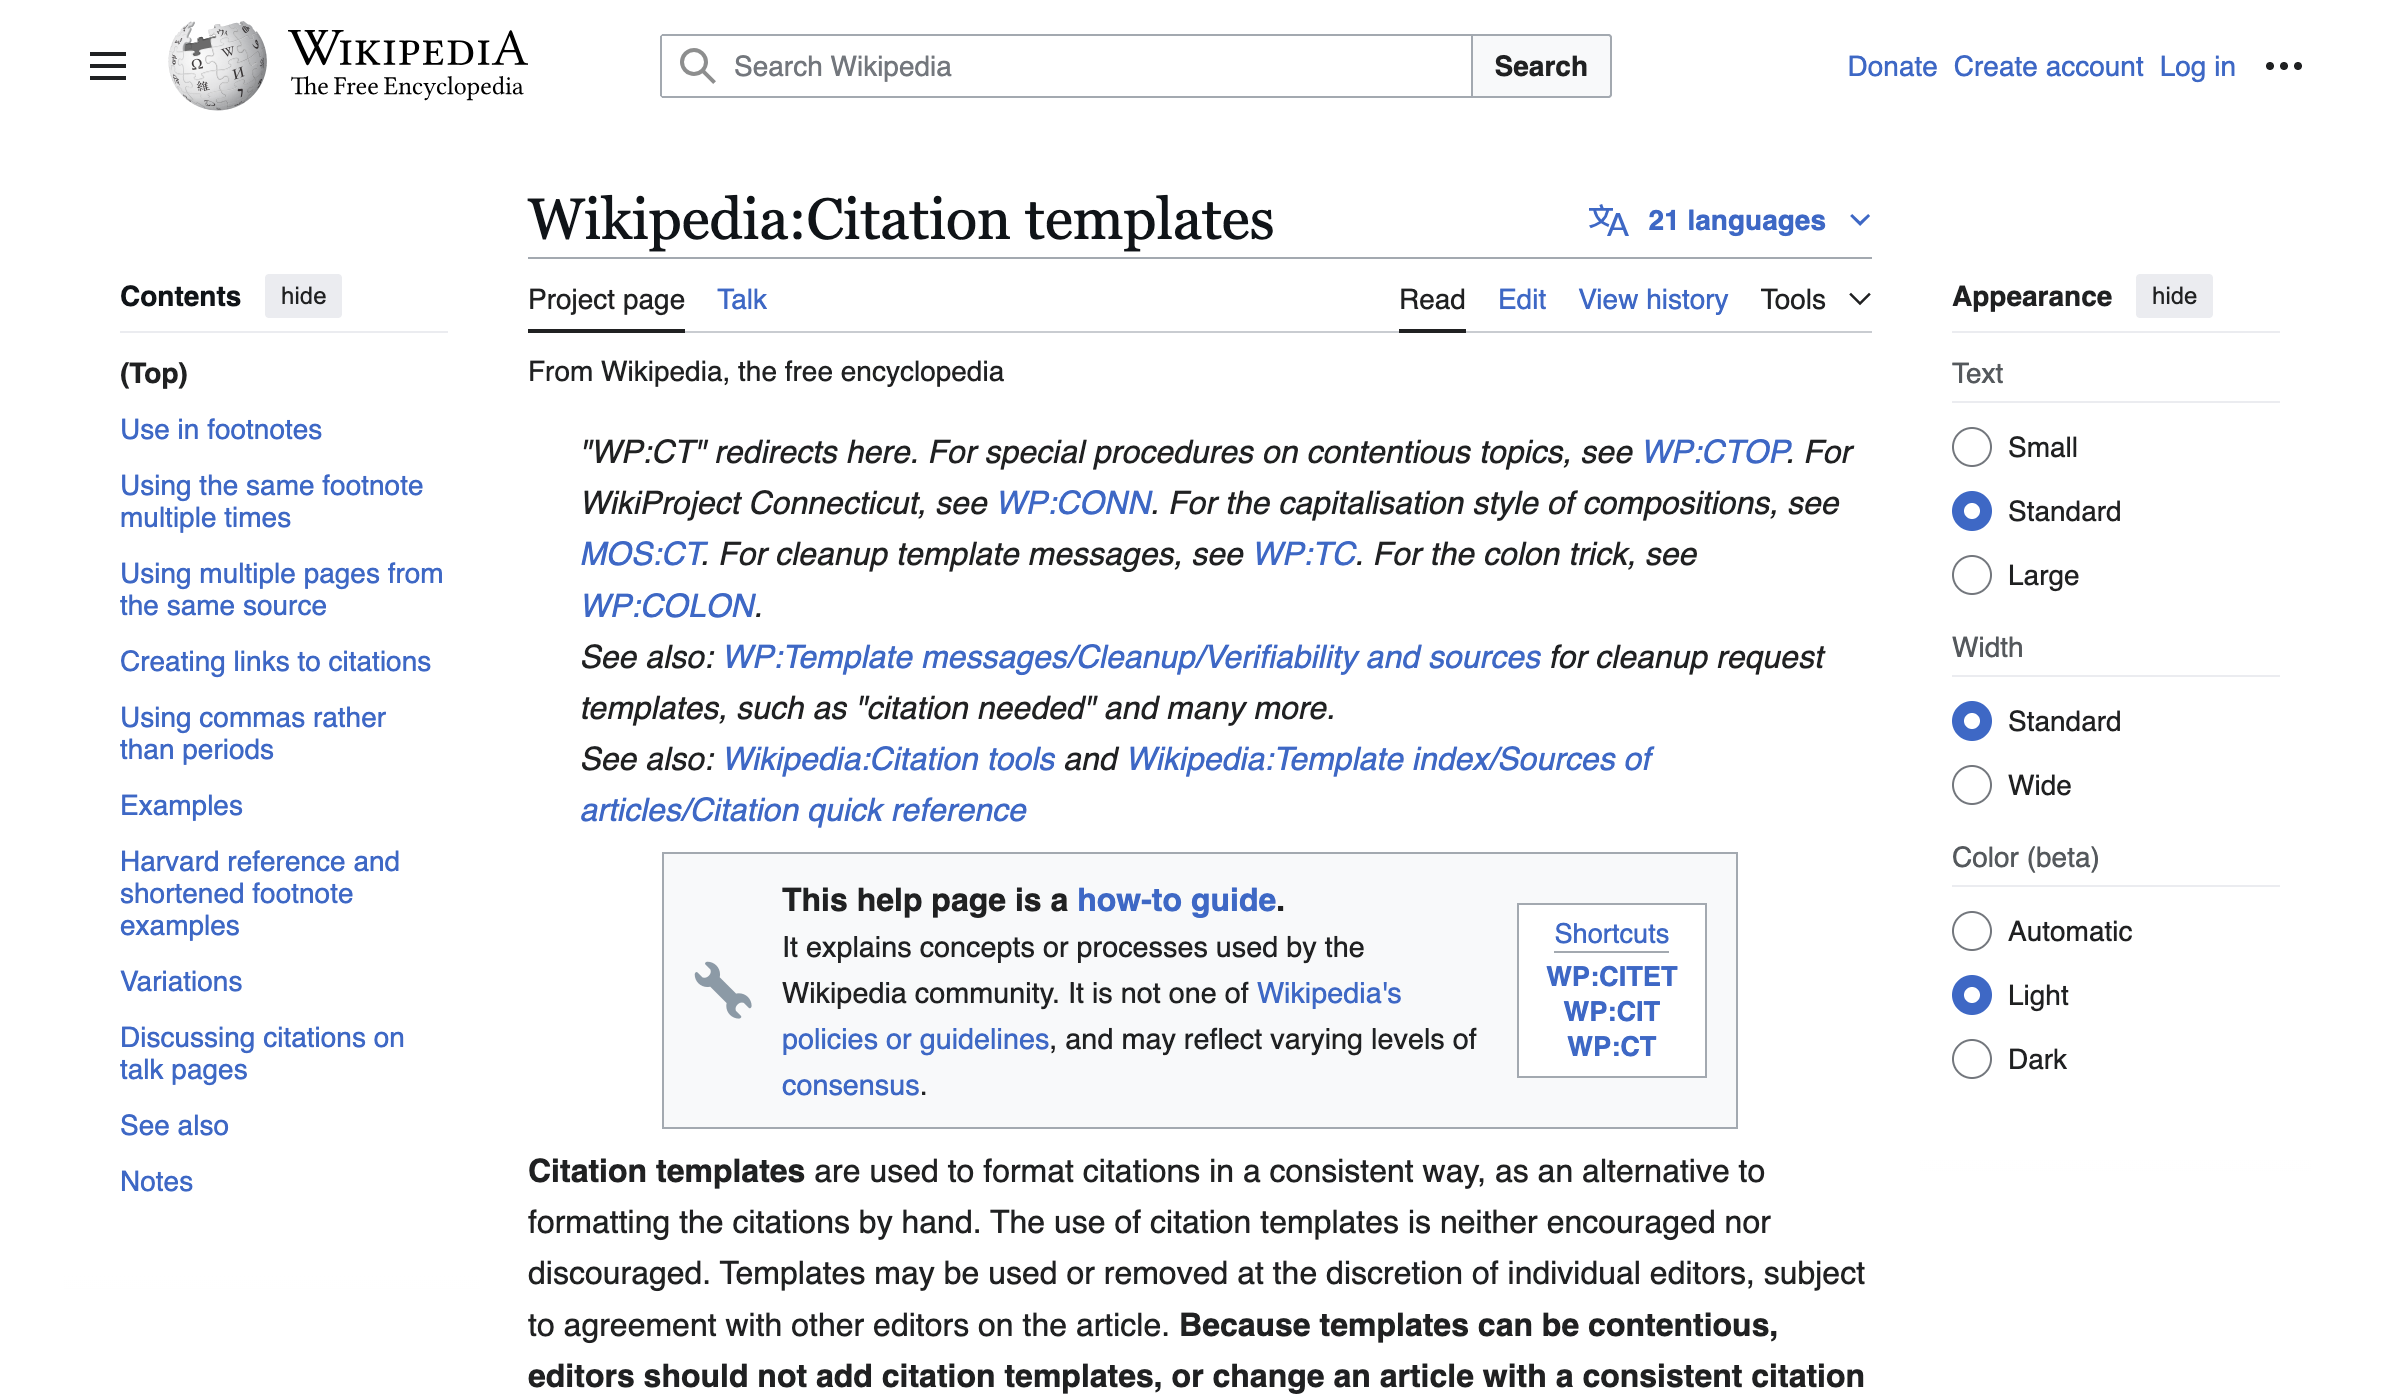 WIKIPEDIA
The Free Encyclopedia
Search Wikipedia
Search
Donate Create account Log in
Wikipedia:Citation templates
21 languages
Contents hide
(Top)
Use in footnotes
Using the same footnote
multiple times
Using multiple pages from
the same source
Creating links to citations
Using commas rather
than periods
Examples
Harvard reference and
shortened footnote
examples
Variations
Discussing citations on
talk pages
See also
Notes
Project page Talk
Read Edit View history Tools
From Wikipedia, the free encyclopedia
"WP:CT" redirects here. For special procedures on contentious topics, see WP:CTOP. For
WikiProject Connecticut, see WP:CONN. For the capitalisation style of compositions, see
MOS:CT. For cleanup template messages, see WP:TC. For the colon trick, see
WP:COLON.
See also: WP:Template messages/Cleanup/Verifiability and sources for cleanup request
templates, such as "citation needed" and many more.
See also: Wikipedia:Citation tools and Wikipedia:Template index/Sources of
articles/Citation quick reference
This help page is a how-to guide.
It explains concepts or processes used by the
Wikipedia community. It is not one of Wikipedia's
policies or guidelines, and may reflect varying levels of
consensus.
Shortcuts
WP:CITET
WP:CIT
WP:CT
Citation templates are used to format citations in a consistent way, as an alternative to
formatting the citations by hand. The use of citation templates is neither encouraged nor
discouraged. Templates may be used or removed at the discretion of individual editors, subject
to agreement with other editors on the article. Because templates can be contentious,
editors should not add citation templates, or change an article with a consistent citation
Appearance hide
Text
Small
Standard
Large
Width
Standard
Wide
Color (beta)
Automatic
Light
Dark